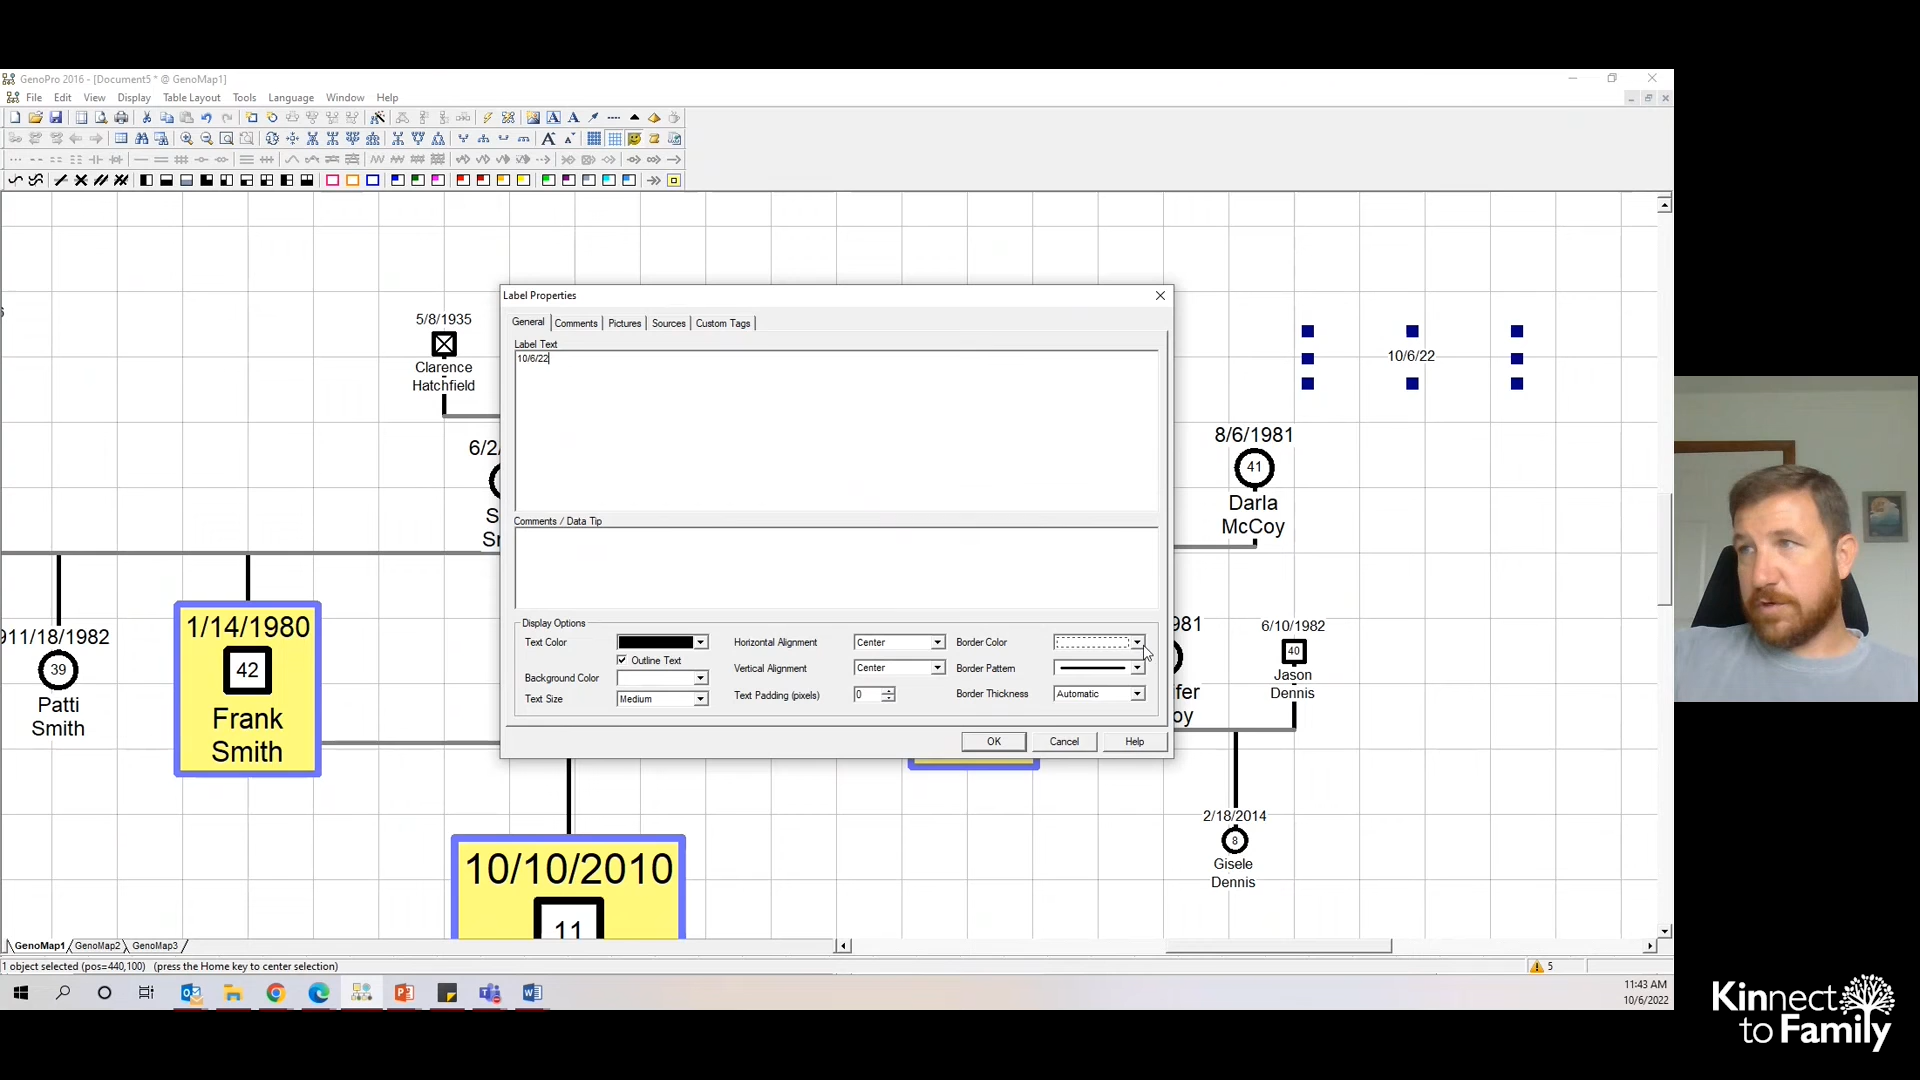 GenoPro 2016 - [Document5 * @ GenoMap1]
File Edit View Display Table Layout Tools Language Window Help
Label Properties
General Comments Pictures Sources Custom Tags
Label Text
10/6/22
Comments / Data Tip
Display Options
Text Color
Outline Text
Background Color
Text Size Medium
Horizontal Alignment Center
Vertical Alignment Center
Text Padding (pixels) 0
Border Color
Border Pattern
Border Thickness Automatic
OK Cancel Help
5/8/1935
Clarence
Hatchfield
10/6/22
8/6/1981
41
Darla
McCoy
6/2
911/18/1982
39
Patti
Smith
1/14/1980
42
Frank
Smith
981
fer
oy
6/10/1982
40
Jason
Dennis
2/18/2014
8
Gisele
Dennis
10/10/2010
11
GenoMap1 GenoMap2 GenoMap3
1 object selected (pos=440,100) (press the Home key to center selection)
5
11:43 AM
10/6/2022
Kinnect
to Family